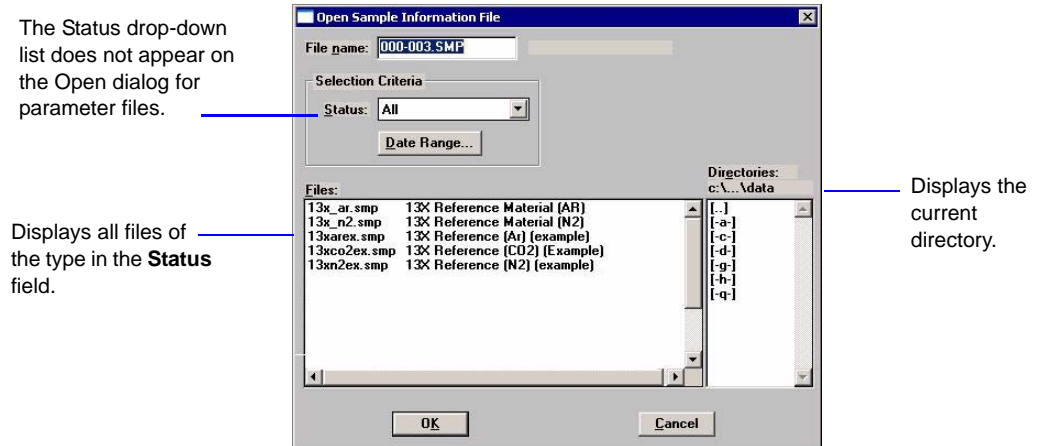 The Status drop-down
list does not appear on
the Open dialog for
parameter files.
Displays all files of
the type in the Status
field.
Open Sample Information File
File name: 000-003.SMP
Selection Criteria
Status: All
Date Range...
Files:
13x_ar.smp 13X Reference Material (AR)
13x_n2.smp 13X Reference Material (N2)
13xarex.smp 13X Reference (Ar) (example)
13xco2ex.smp 13X Reference (CO2) (Example)
13xn2ex.smp 13X Reference (N2) (example)
Directories:
c:\...\data
[..]
[-a-]
[-c-]
[-d-]
[-g-]
[-h-]
[-q-]
OK
Cancel
Displays the
current
directory.